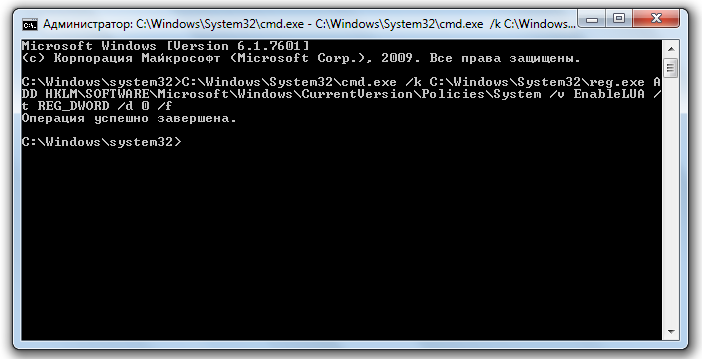 Администратор: C:\Windows\System32\cmd.exe - C:\Windows\System32\cmd.exe /k C:\Windows...
Microsoft Windows [Version 6.1.7601]
(c) Корпорация Майкрософт (Microsoft Corp.), 2009. Все права защищены.
C:\Windows\system32>C:\Windows\System32\cmd.exe /k C:\Windows\System32\reg.exe A
DD HKLM\SOFTWARE\Microsoft\Windows\CurrentVersion\Policies\System /v EnableLUA /
t REG_DWORD /d 0 /f
Операция успешно завершена.
C:\Windows\system32>